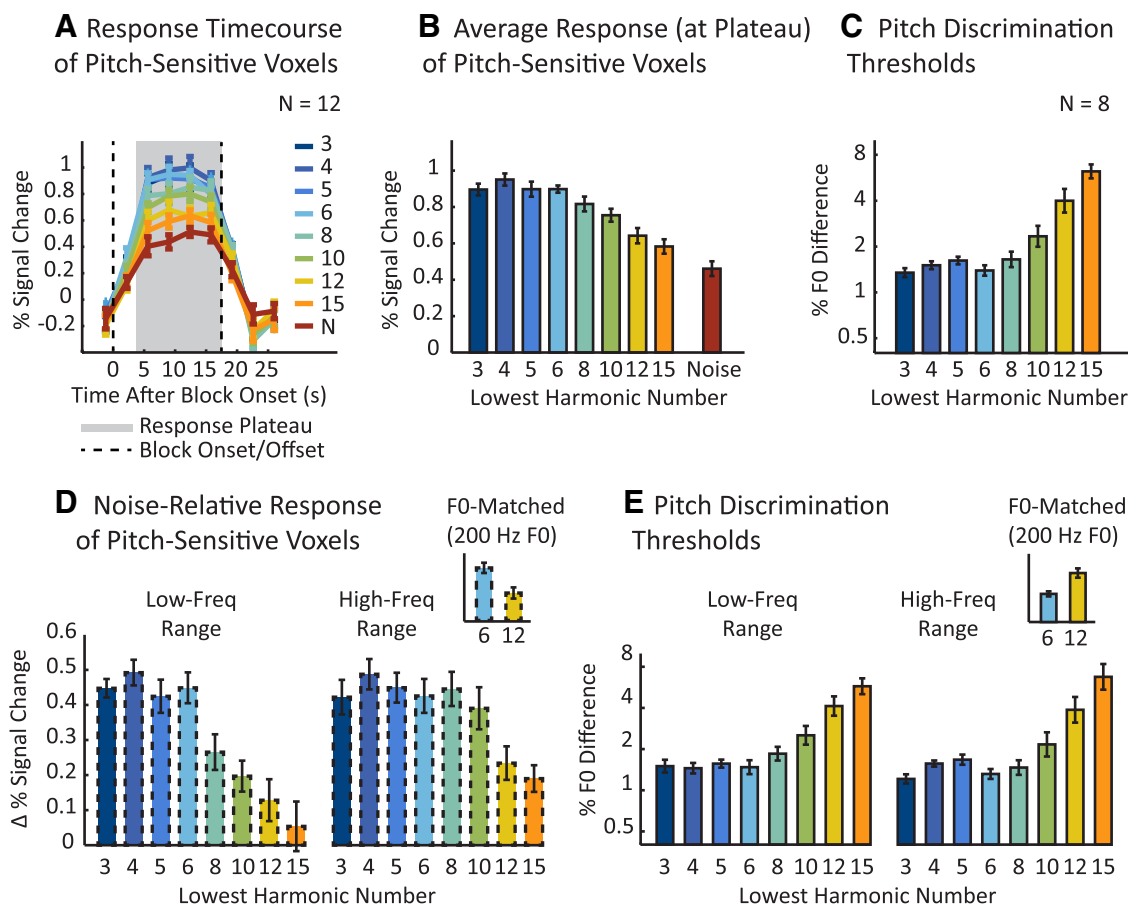 A Response Timecourse
of Pitch-Sensitive Voxels
N = 12
% Signal Change
1
0.8
0.6
0.4
0.2
0
-0.2
3
4
5
6
8
10
12
15
N
0 5 10 15 20 25
Time After Block Onset (s)
Response Plateau
Block Onset/Offset
B Average Response (at Plateau)
of Pitch-Sensitive Voxels
% Signal Change
1
0.8
0.6
0.4
0.2
0
3 4 5 6 8 10 12 15 Noise
Lowest Harmonic Number
C Pitch Discrimination
Thresholds
N = 8
% F0 Difference
8
4
2
1
0.5
3 4 5 6 8 10 12 15
Lowest Harmonic Number
D Noise-Relative Response
of Pitch-Sensitive Voxels
F0-Matched
(200 Hz F0)
6 12
Low-Freq
Range
High-Freq
Range
Δ % Signal Change
0.6
0.5
0.4
0.3
0.2
0.1
0
3 4 5 6 8 10 12 15
3 4 5 6 8 10 12 15
Lowest Harmonic Number
E Pitch Discrimination
Thresholds
F0-Matched
(200 Hz F0)
6 12
Low-Freq
Range
High-Freq
Range
% F0 Difference
8
4
2
1
0.5
3 4 5 6 8 10 12 15
3 4 5 6 8 10 12 15
Lowest Harmonic Number